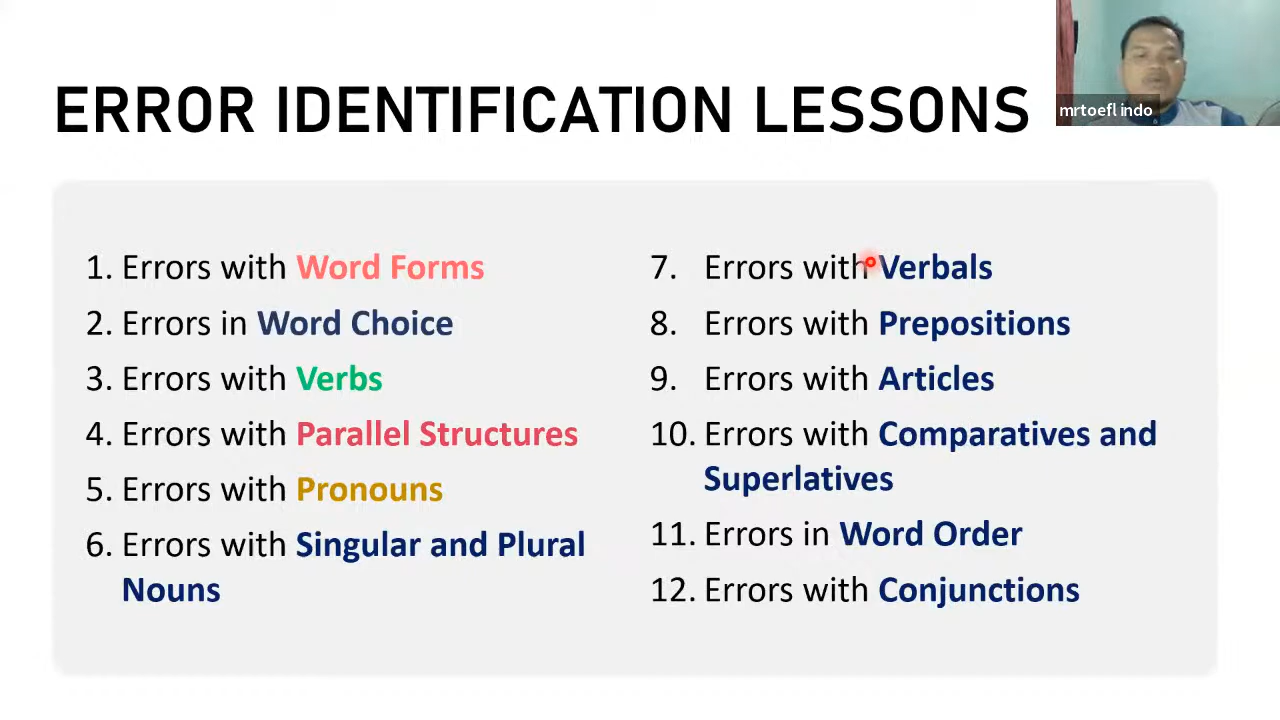 ERROR IDENTIFICATION LESSONS
mrtoefl indo
1. Errors with Word Forms
2. Errors in Word Choice
3. Errors with Verbs
4. Errors with Parallel Structures
5. Errors with Pronouns
6. Errors with Singular and Plural
Nouns
7. Errors with Verbals
8. Errors with Prepositions
9. Errors with Articles
10. Errors with Comparatives and
Superlatives
11. Errors in Word Order
12. Errors with Conjunctions